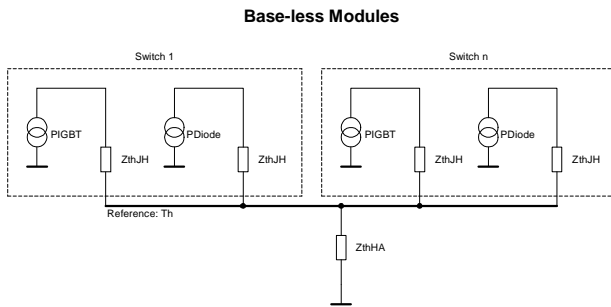 Base-less Modules
Switch 1
Switch n
PIGBT
PDiode
PIGBT
PDiode
ZthJH
ZthJH
ZthJH
ZthJH
Reference: Th
ZthHA